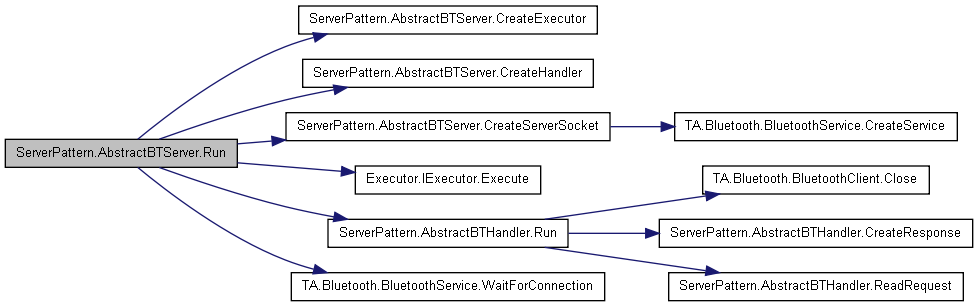 ServerPattern.AbstractBTServer.Run
ServerPattern.AbstractBTServer.CreateExecutor
ServerPattern.AbstractBTServer.CreateHandler
ServerPattern.AbstractBTServer.CreateServerSocket
TA.Bluetooth.BluetoothService.CreateService
Executor.IExecutor.Execute
ServerPattern.AbstractBTHandler.Run
TA.Bluetooth.BluetoothClient.Close
ServerPattern.AbstractBTHandler.CreateResponse
ServerPattern.AbstractBTHandler.ReadRequest
TA.Bluetooth.BluetoothService.WaitForConnection